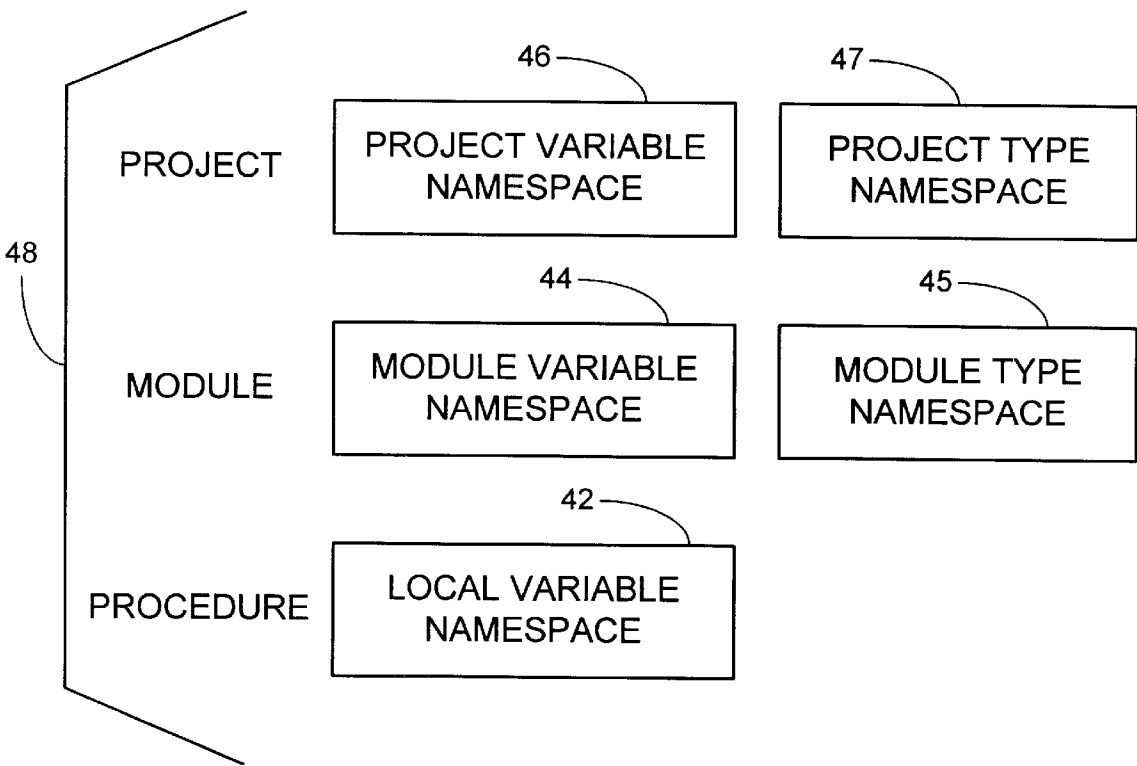 46
47
PROJECT
PROJECT VARIABLE
NAMESPACE
PROJECT TYPE
NAMESPACE
48
44
45
MODULE
MODULE VARIABLE
NAMESPACE
MODULE TYPE
NAMESPACE
42
PROCEDURE
LOCAL VARIABLE
NAMESPACE